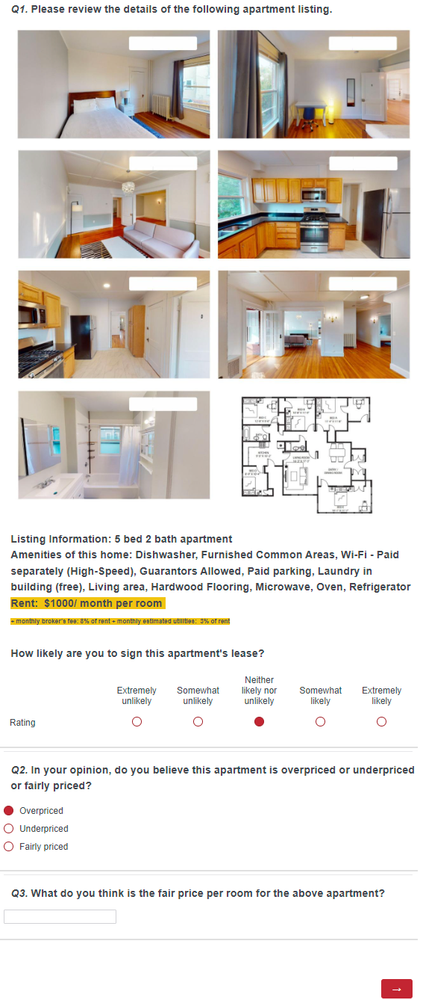 Q1. Please review the details of the following apartment listing.
KITCHEN
LIVING ROOM
ENTRY /
DINING ROOM
Listing Information: 5 bed 2 bath apartment
Amenities of this home: Dishwasher, Furnished Common Areas, Wi-Fi - Paid
separately (High-Speed), Guarantors Allowed, Paid parking, Laundry in
building (free), Living area, Hardwood Flooring, Microwave, Oven, Refrigerator
Rent:  $1000/ month per room
+ monthly broker's fee: 8% of rent + monthly estimated utilities:  3% of rent
How likely are you to sign this apartment's lease?
Extremely unlikely
Somewhat unlikely
Neither likely nor unlikely
Somewhat likely
Extremely likely
Rating
Q2. In your opinion, do you believe this apartment is overpriced or underpriced
or fairly priced?
Overpriced
Underpriced
Fairly priced
Q3. What do you think is the fair price per room for the above apartment?
→